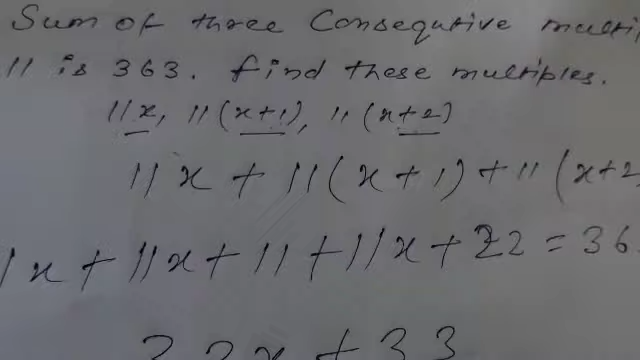 Sum of three Consequtive
11 is 363. find these multiples.
11x, 11(x+1), 11(x+2)
11x + 11(x+1) + 11(x+2
x + 11x + 11 + 11x + 22 = 36
33x + 33